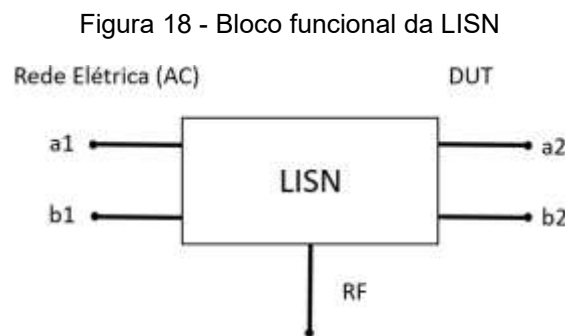 Figura 18 - Bloco funcional da LISN
Rede Elétrica (AC) DUT
a1 a2
LISN
b1 b2
RF